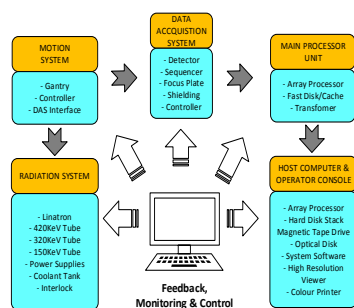 MOTION
SYSTEM
- Gantry
- Controller
- DAS Interface
DATA
ACCQUISTION
SYSTEM
- Detector
- Sequencer
- Focus Plate
- Shielding
- Controller
MAIN PROCESSOR
UNIT
- Array Processor
- Fast Disk/Cache
- Transfomer
RADIATION SYSTEM
- Linatron
- 420KeV Tube
- 320KeV Tube
- 150KeV Tube
- Power Supplies
- Coolant Tank
- Interlock
HOST COMPUTER &
OPERATOR CONSOLE
- Array Processor
- Hard Disk Stack
Magnetic Tape Drive
- Optical Disk
- System Software
- High Resolution
Viewer
- Colour Printer
Feedback,
Monitoring & Control